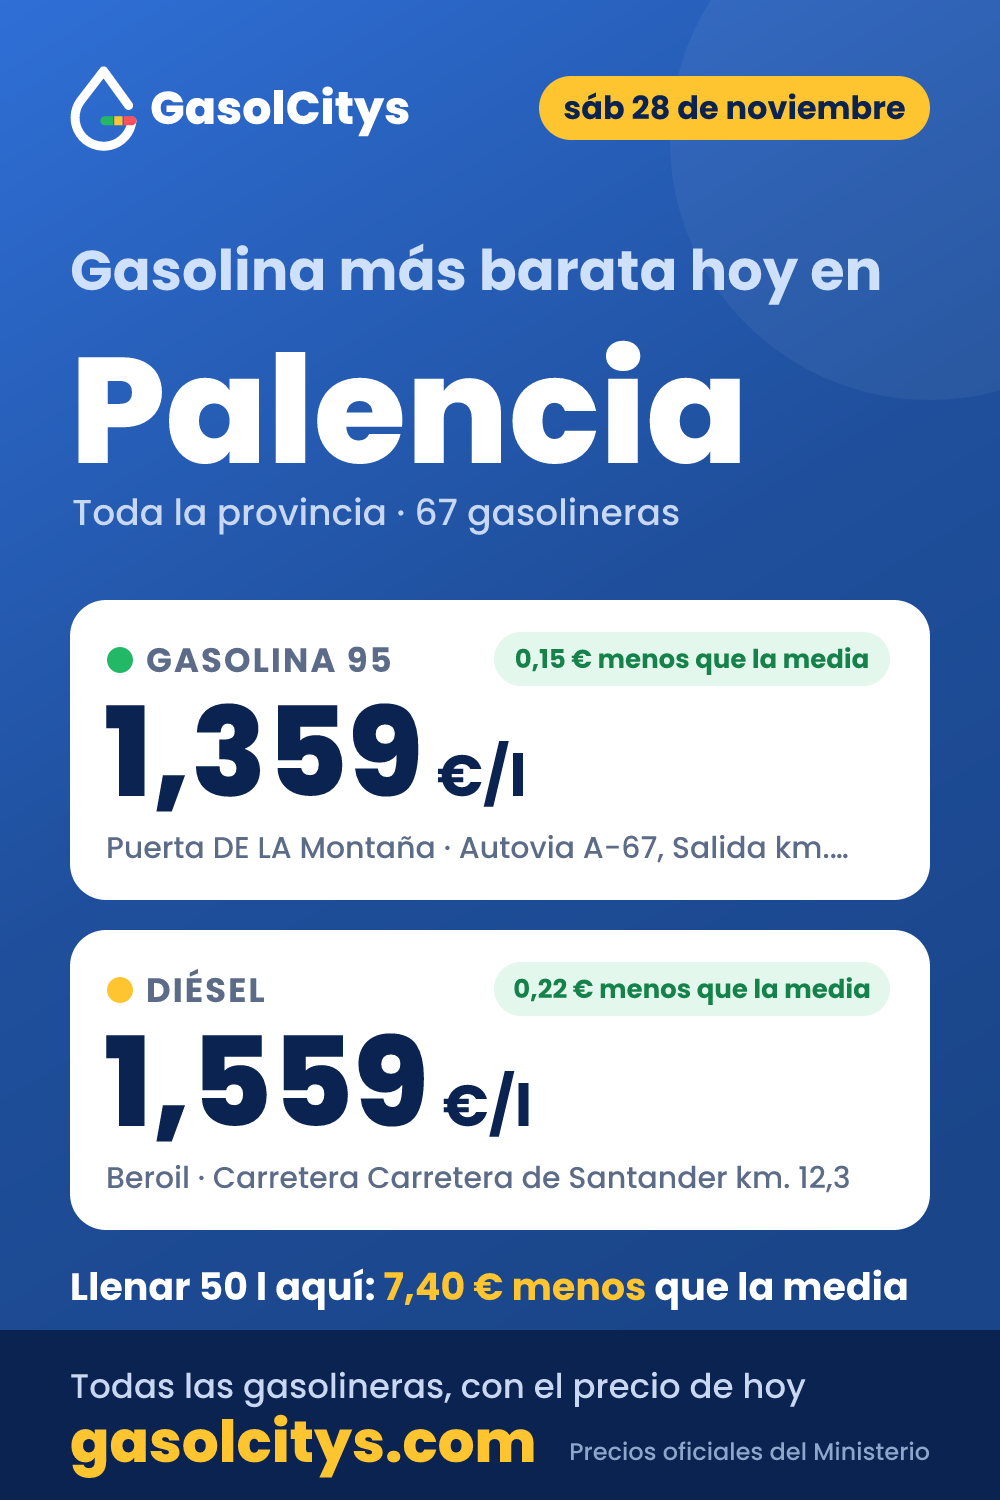 GasolCitys
sáb 28 de noviembre
Gasolina más barata hoy en
Palencia
Toda la provincia · 67 gasolineras
GASOLINA 95
0,15 € menos que la media
1,359 €/l
Puerta DE LA Montaña · Autovia A-67, Salida km.…
DIÉSEL
0,22 € menos que la media
1,559 €/l
Beroil · Carretera Carretera de Santander km. 12,3
Llenar 50 l aquí: 7,40 € menos que la media
Todas las gasolineras, con el precio de hoy
gasolcitys.com
Precios oficiales del Ministerio